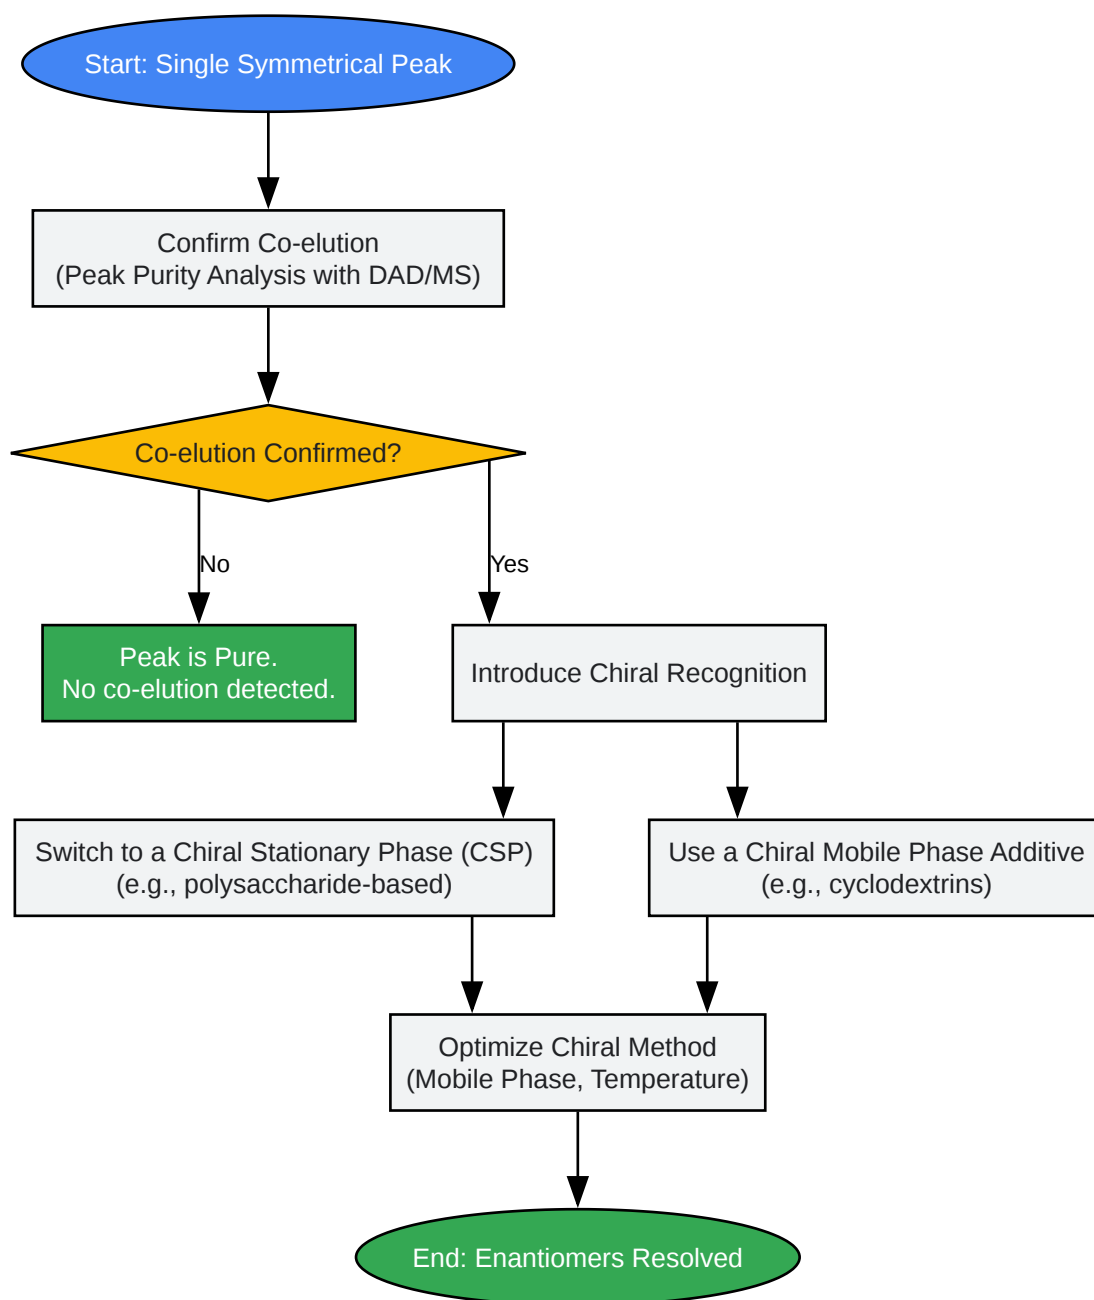 Start: Single Symmetrical Peak
Confirm Co-elution
(Peak Purity Analysis with DAD/MS)
Co-elution Confirmed?
No
Yes
Peak is Pure.
No co-elution detected.
Introduce Chiral Recognition
Switch to a Chiral Stationary Phase (CSP)
(e.g., polysaccharide-based)
Use a Chiral Mobile Phase Additive
(e.g., cyclodextrins)
Optimize Chiral Method
(Mobile Phase, Temperature)
End: Enantiomers Resolved